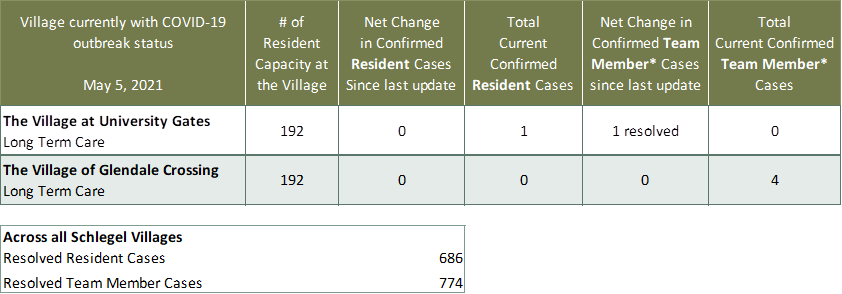 Village currently with COVID-19
outbreak status
May 5, 2021
# of
Resident
Capacity at
the Village
Net Change
in Confirmed
Resident Cases
Since last update
Total
Current
Confirmed
Resident Cases
Net Change in
Confirmed Team
Member* Cases
since last update
Total
Current Confirmed
Team Member*
Cases
The Village at University Gates
Long Term Care
192
0
1
1 resolved
0
The Village of Glendale Crossing
Long Term Care
192
0
0
0
4
Across all Schlegel Villages
Resolved Resident Cases 686
Resolved Team Member Cases 774